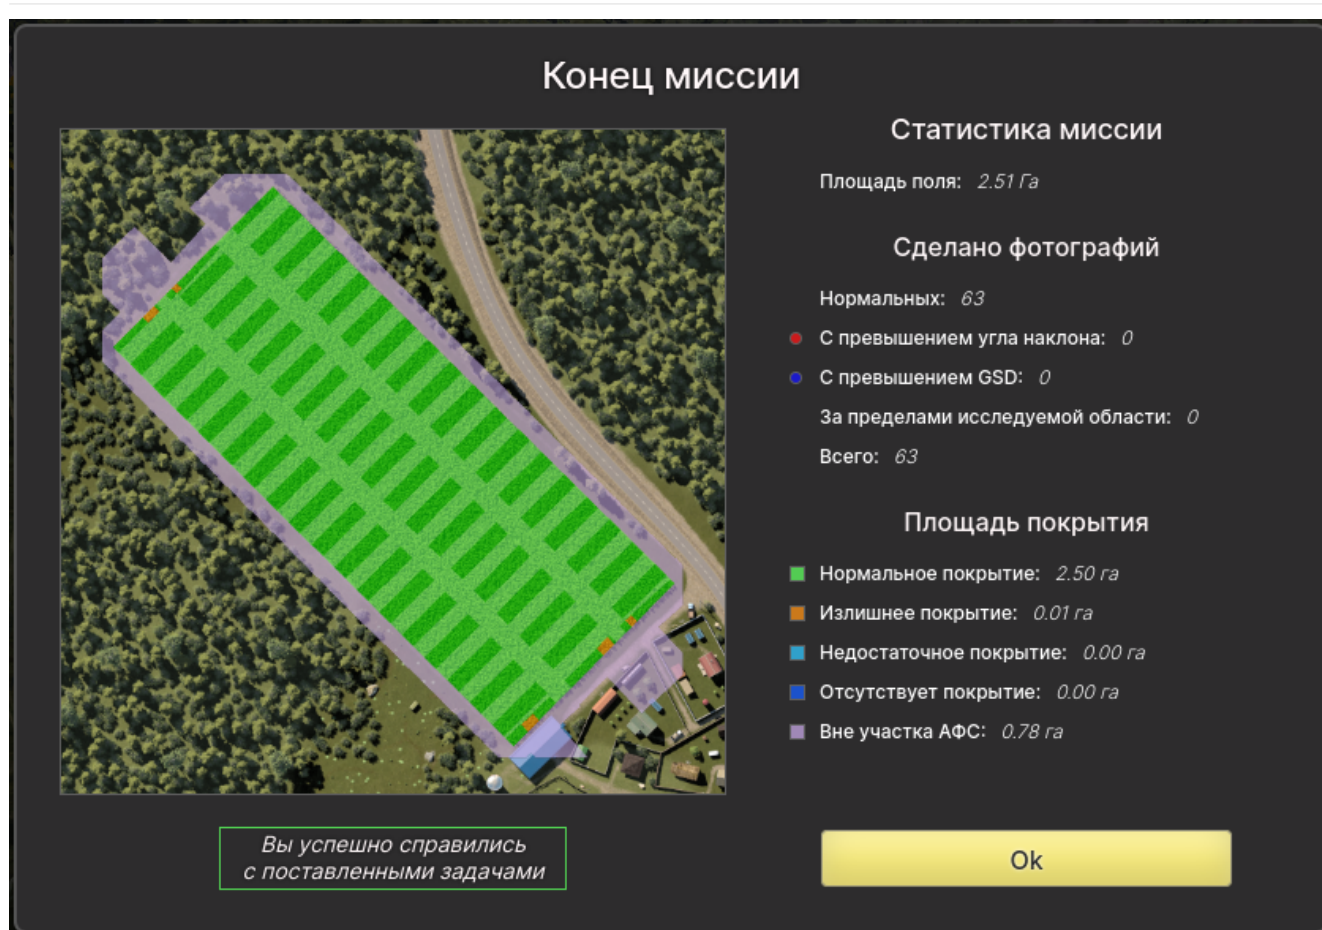 Конец миссии
Статистика миссии
Площадь поля: 2.51 Га
Сделано фотографий
Нормальных: 63
С превышением угла наклона: 0
С превышением GSD: 0
За пределами исследуемой области: 0
Всего: 63
Площадь покрытия
Нормальное покрытие: 2.50 га
Излишнее покрытие: 0.01 га
Недостаточное покрытие: 0.00 га
Отсутствует покрытие: 0.00 га
Вне участка АФС: 0.78 га
Вы успешно справились
с поставленными задачами
Ok